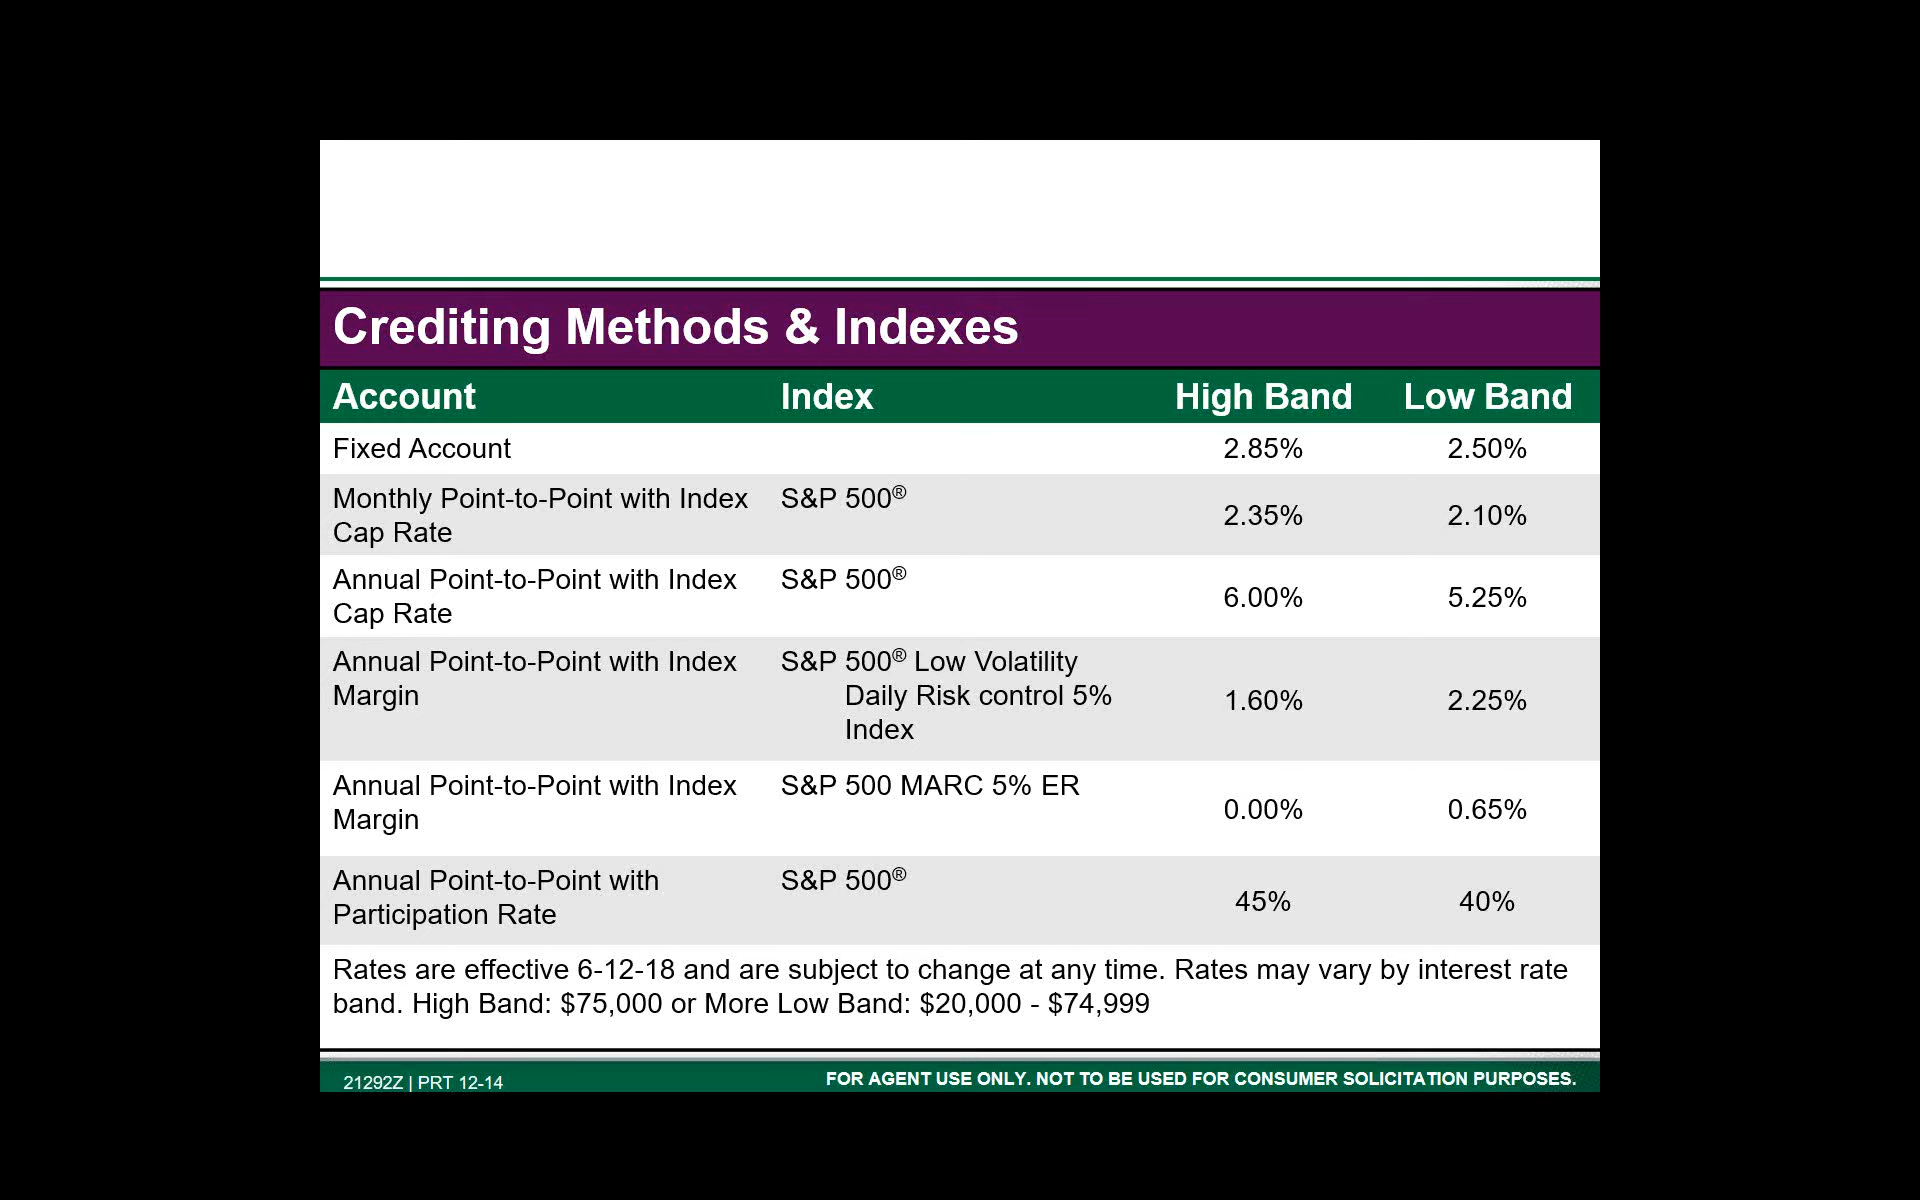 Crediting Methods & Indexes
Account Index High Band Low Band
Fixed Account 2.85% 2.50%
Monthly Point-to-Point with Index Cap Rate S&P 500® 2.35% 2.10%
Annual Point-to-Point with Index Cap Rate S&P 500® 6.00% 5.25%
Annual Point-to-Point with Index Margin S&P 500® Low Volatility Daily Risk control 5% Index 1.60% 2.25%
Annual Point-to-Point with Index Margin S&P 500 MARC 5% ER 0.00% 0.65%
Annual Point-to-Point with Participation Rate S&P 500® 45% 40%
Rates are effective 6-12-18 and are subject to change at any time. Rates may vary by interest rate
band. High Band: $75,000 or More Low Band: $20,000 - $74,999
21292Z | PRT 12-14
FOR AGENT USE ONLY. NOT TO BE USED FOR CONSUMER SOLICITATION PURPOSES.